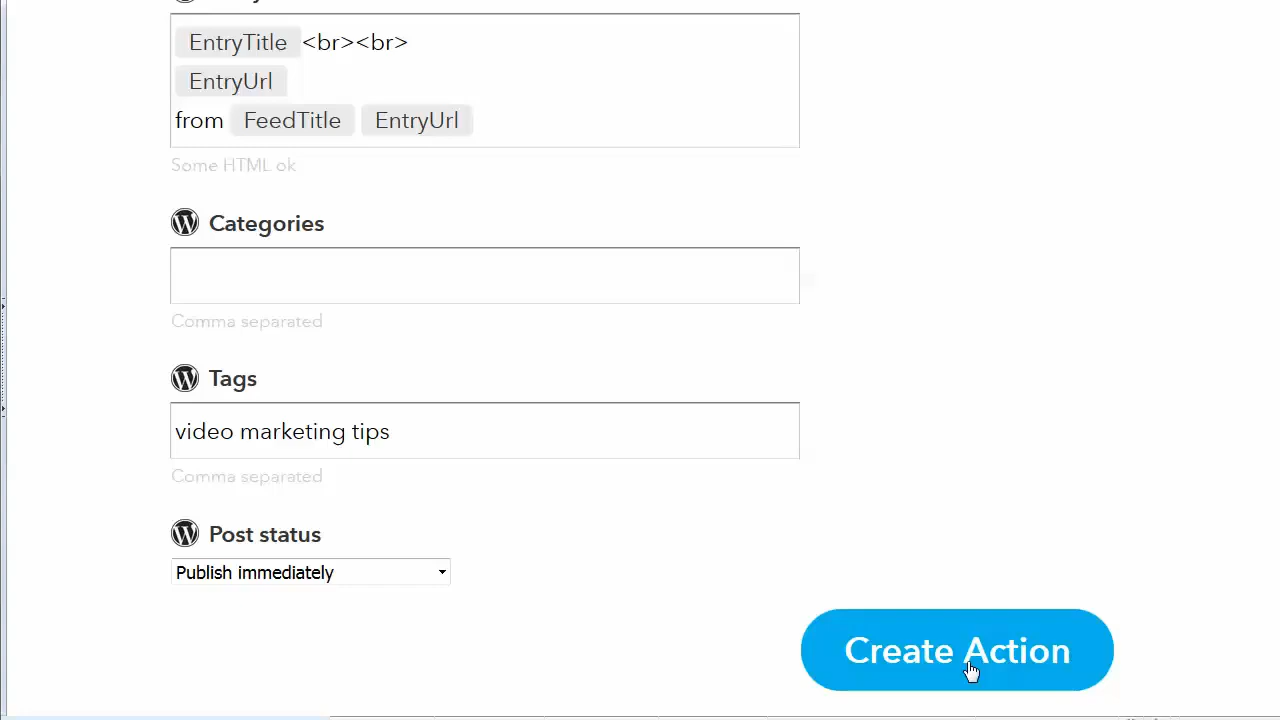 EntryTitle <br><br>
EntryUrl
from FeedTitle EntryUrl
Some HTML ok
Categories
Comma separated
Tags
video marketing tips
Comma separated
Post status
Publish immediately
Create Action